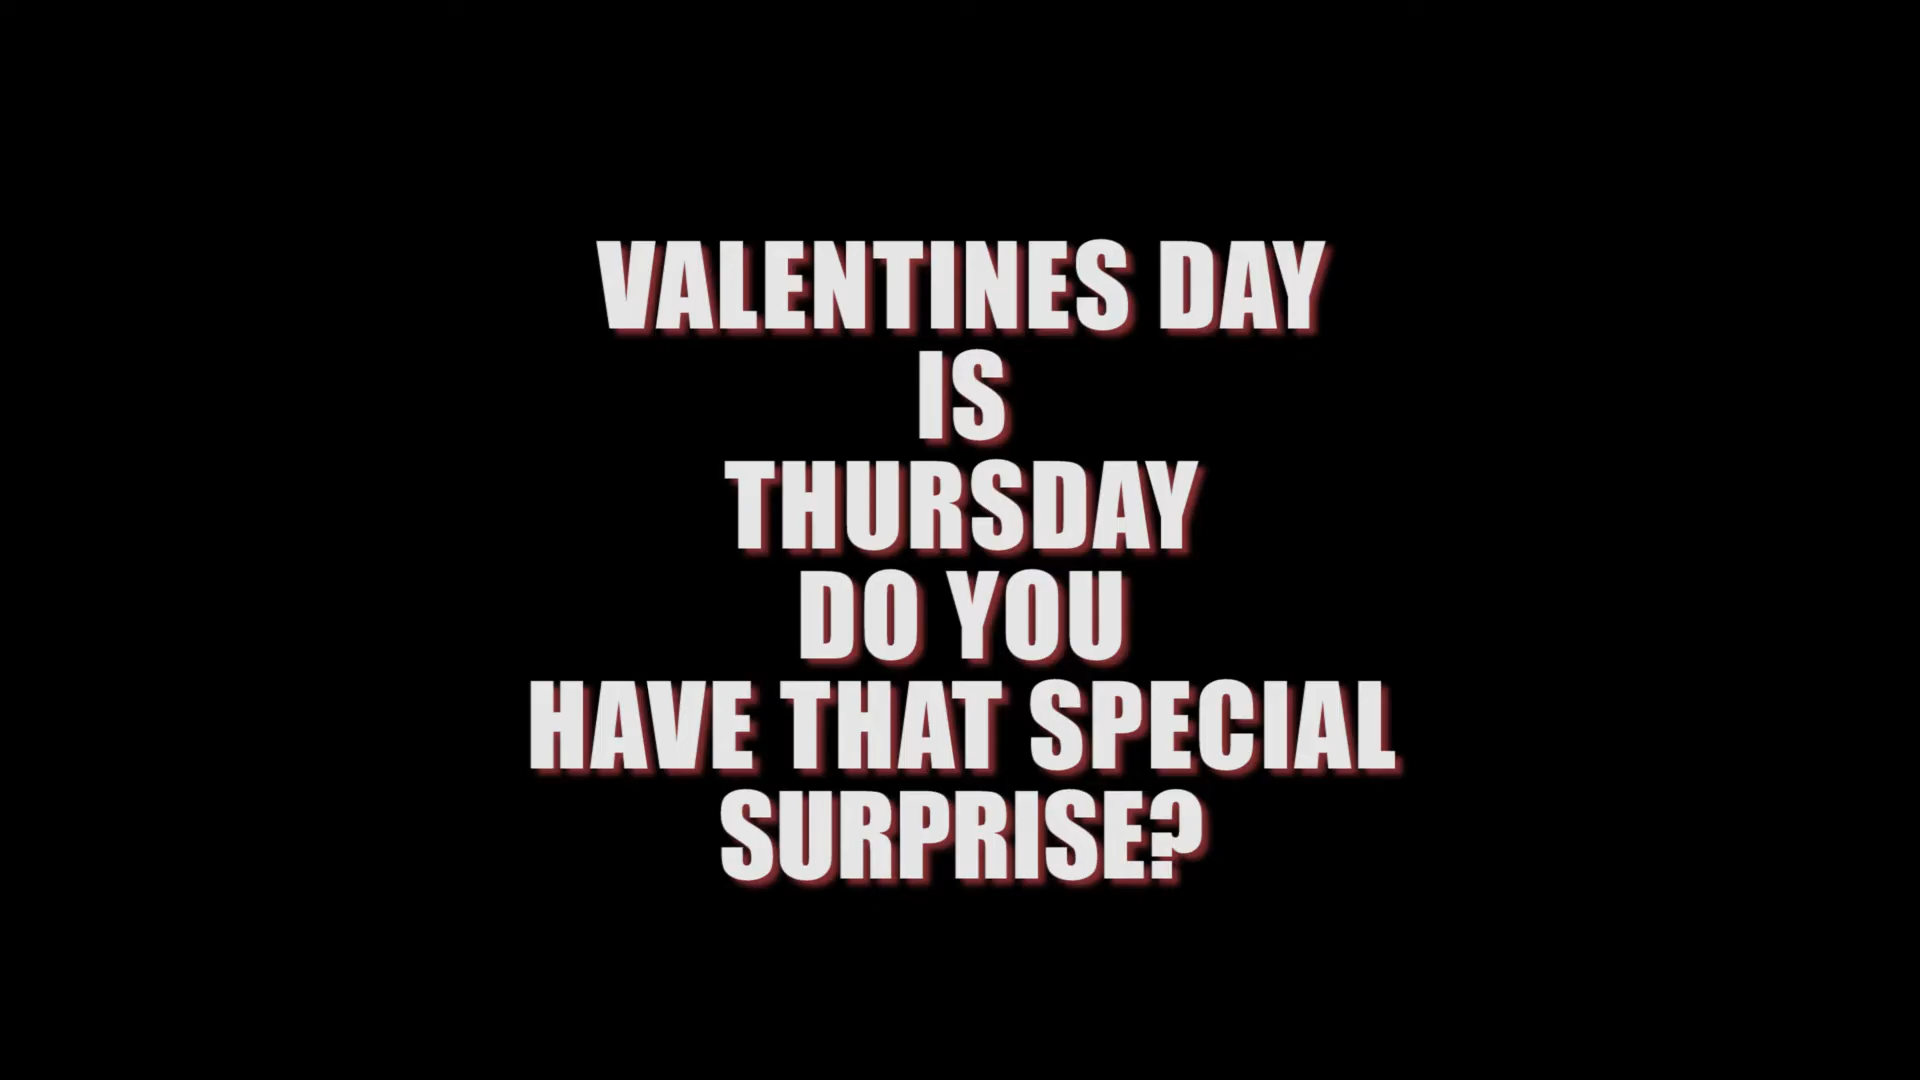 VALENTINES DAY
IS
THURSDAY
DO YOU
HAVE THAT SPECIAL
SURPRISE?